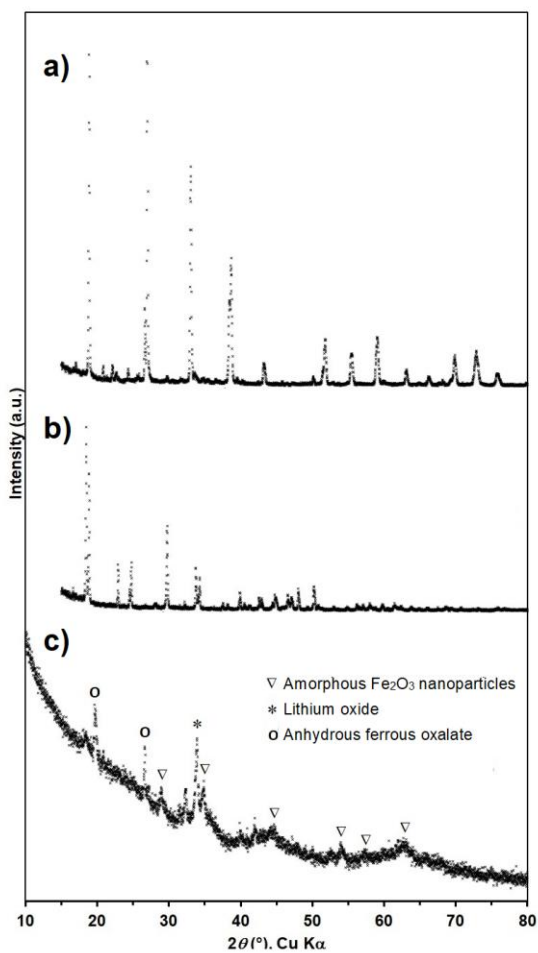 a)
b)
c)
Intensity (a.u.)
▽ Amorphous Fe₂O₃ nanoparticles
* Lithium oxide
o Anhydrous ferrous oxalate
o
o
*
▽
▽
▽
▽
▽
▽
10 20 30 40 50 60 70 80
2θ (°). Cu Kα